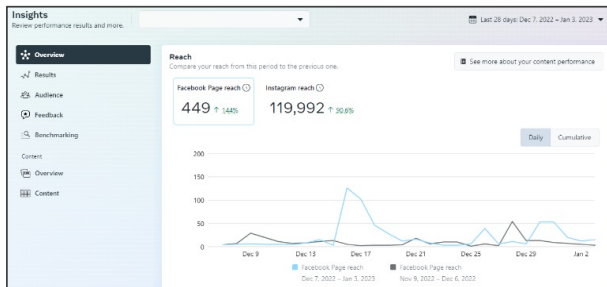 Insights
Review performance results and more.
Last 28 days: Dec 7, 2022 – Jan 3, 2023
Overview
Results
Audience
Feedback
Benchmarking
Content
Overview
Content
Reach
Compare your reach from this period to the previous one.
See more about your content performance
Facebook Page reach
449 ↑ 144%
Instagram reach
119,992 ↑ 90.6%
Daily
Cumulative
200
150
100
50
0
Dec 9
Dec 13
Dec 17
Dec 21
Dec 25
Dec 29
Jan 2
Facebook Page reach
Dec 7, 2022 – Jan 3, 2023
Facebook Page reach
Nov 9, 2022 – Dec 6, 2022